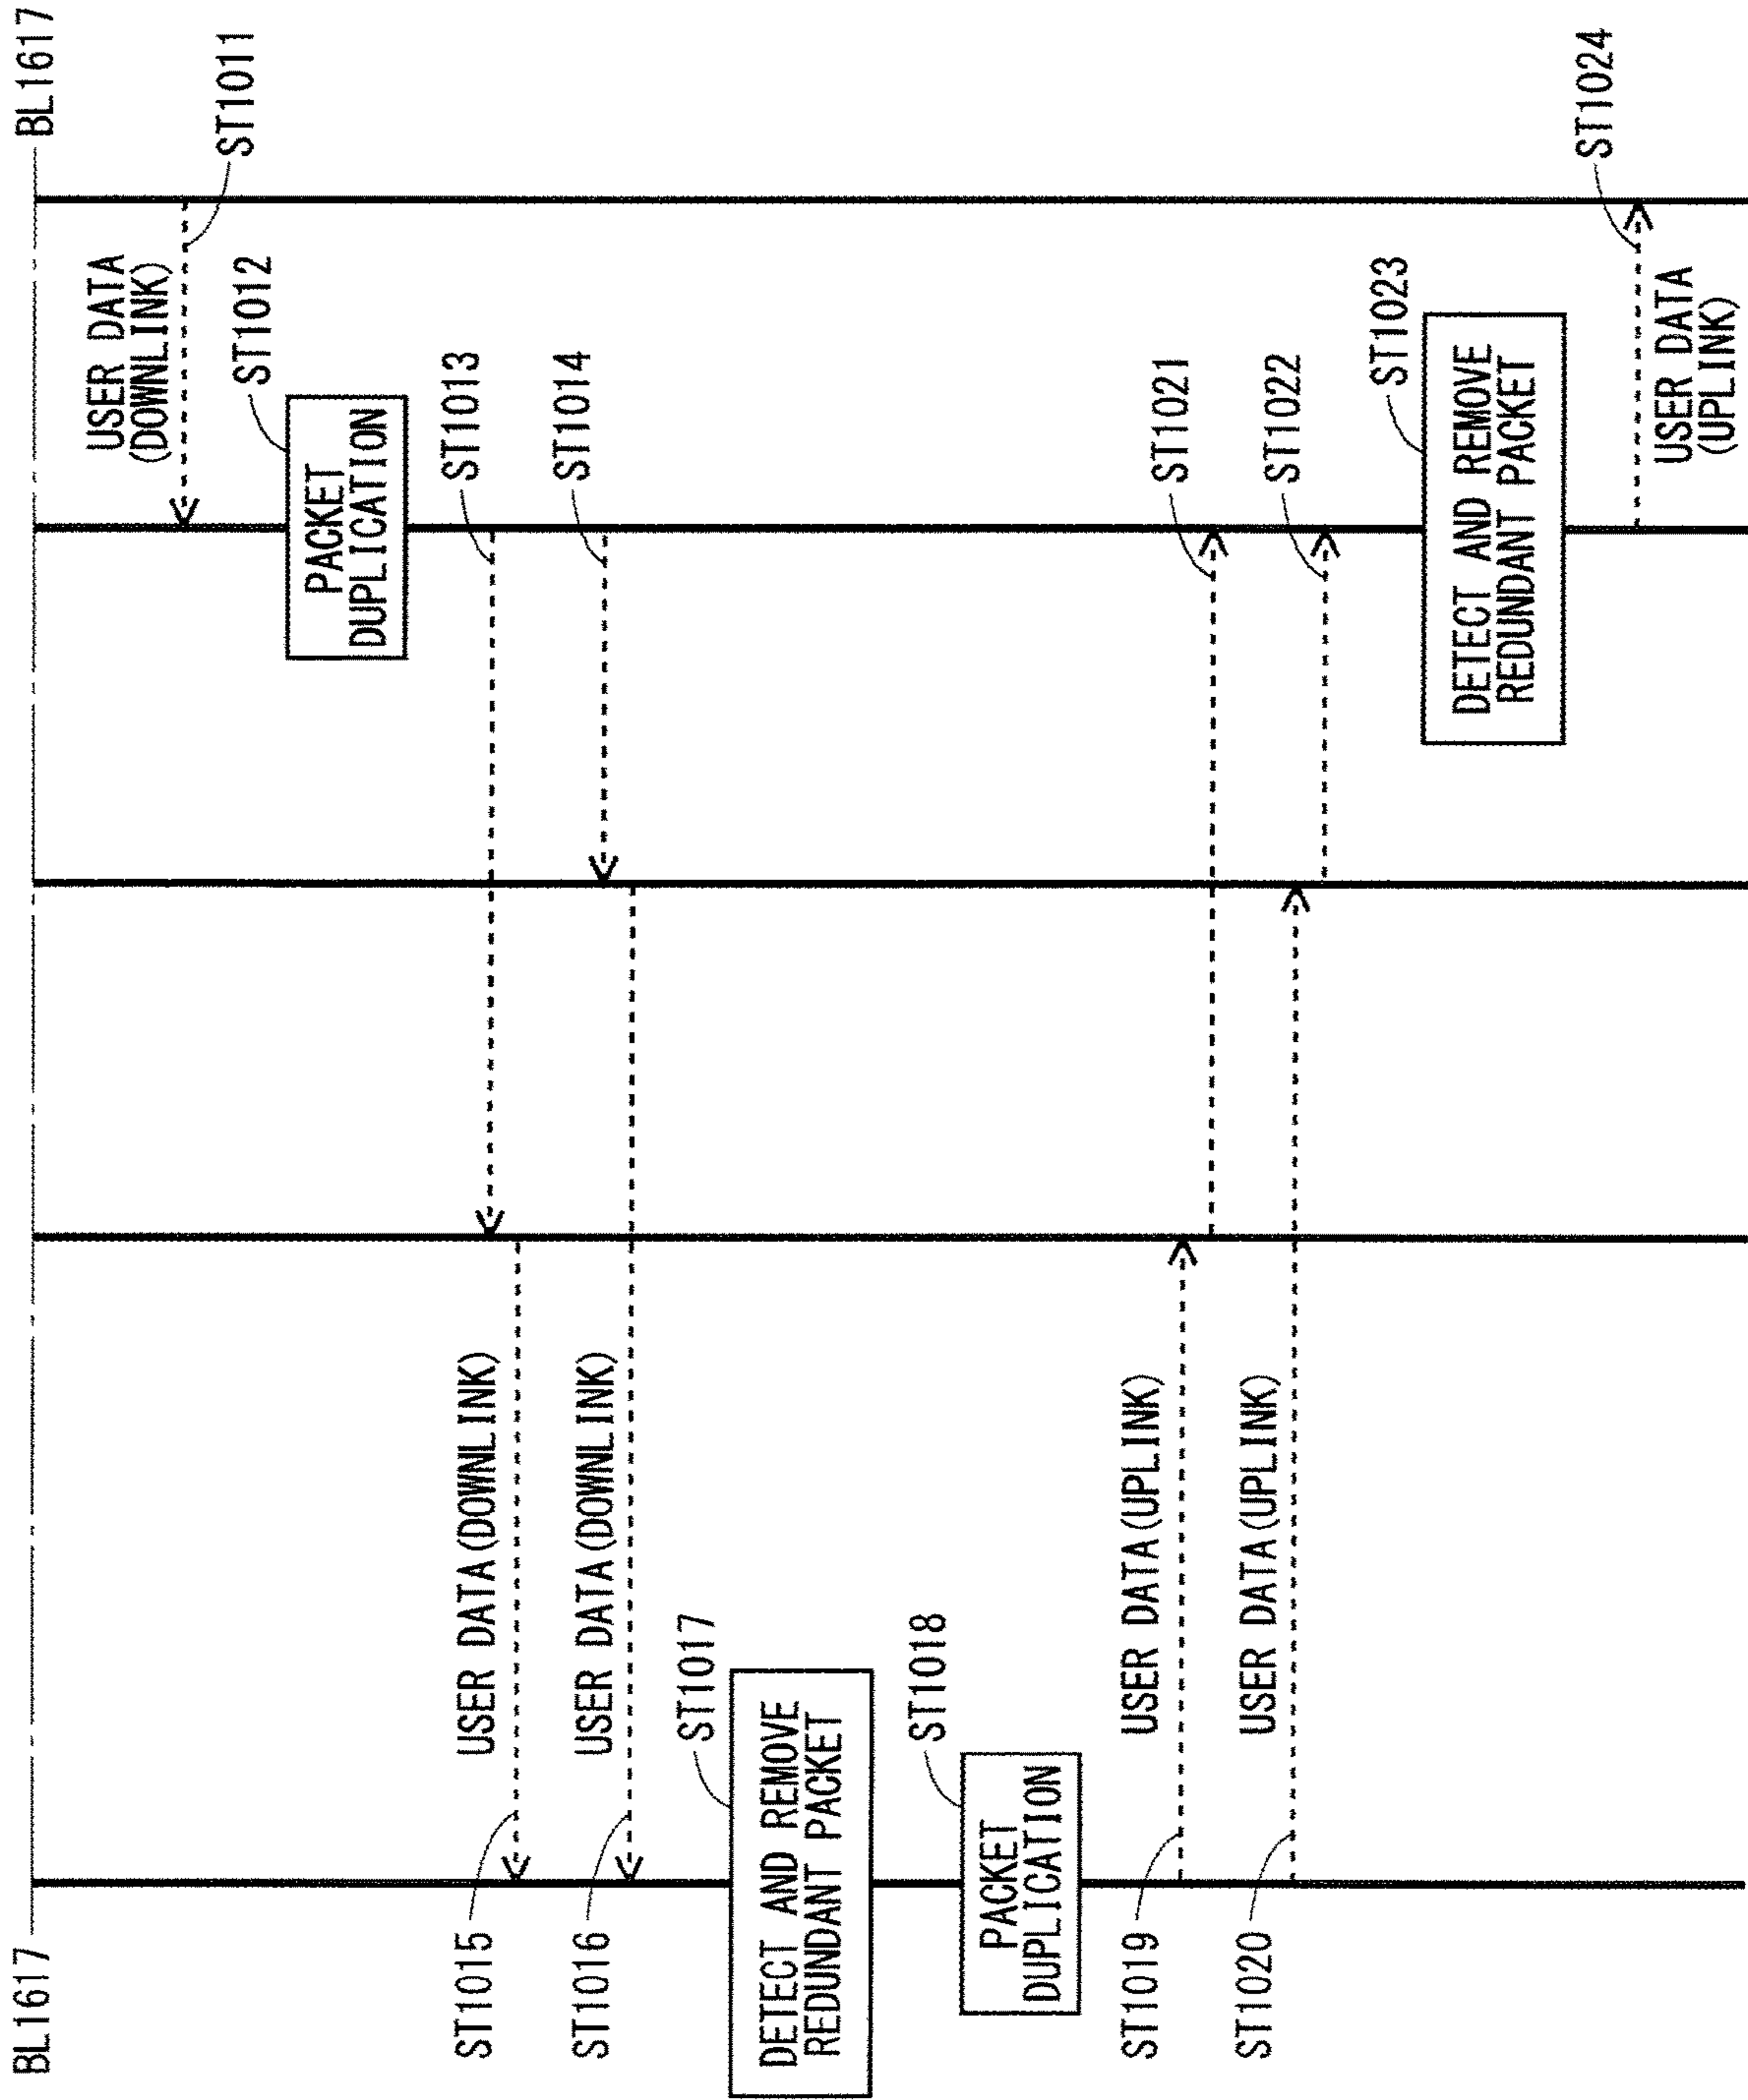 BL1617
BL1617
USER DATA
(DOWNLINK)
ST1011
ST1012
PACKET
DUPLICATION
ST1013
ST1014
ST1015
USER DATA(DOWNLINK)
ST1016
USER DATA(DOWNLINK)
ST1017
DETECT AND REMOVE
REDUNDANT PACKET
ST1018
PACKET
DUPLICATION
ST1019
USER DATA(UPLINK)
ST1021
ST1020
USER DATA(UPLINK)
ST1022
ST1023
DETECT AND REMOVE
REDUNDANT PACKET
ST1024
USER DATA
(UPLINK)